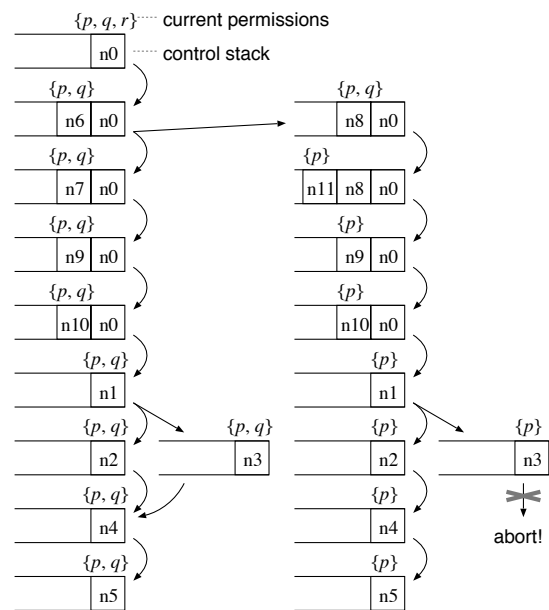 {p, q, r} current permissions
n0 control stack
{p, q} {p, q}
n6 n0 n8 n0
{p, q} {p}
n7 n0 n11 n8 n0
{p, q} {p}
n9 n0 n9 n0
{p, q} {p}
n10 n0 n10 n0
{p, q} {p}
n1 n1
{p, q} {p, q} {p} {p}
n2 n3 n2 n3
{p, q} {p}
n4 n4 abort!
{p, q} {p}
n5 n5